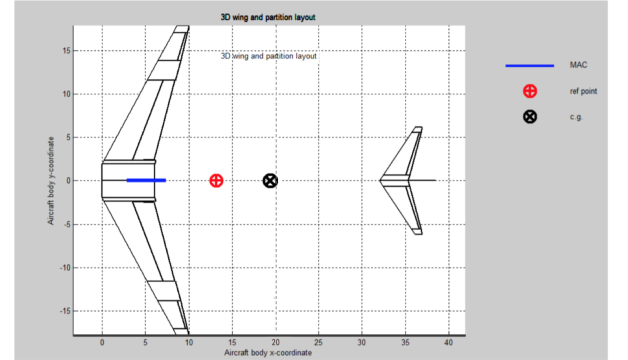 3D wing and partition layout
3D wing and partition layout
MAC
ref point
c.g.
15
10
5
0
-5
-10
-15
0 5 10 15 20 25 30 35 40
Aircraft body x-coordinate
Aircraft body y-coordinate